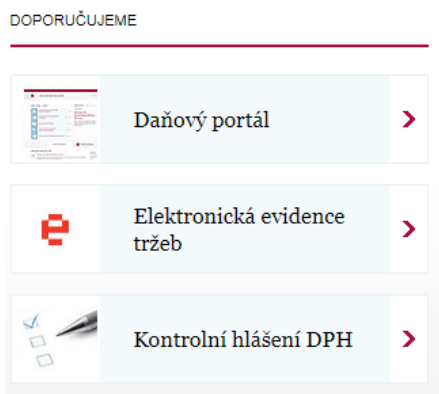 DOPORUČUJEME
Daňový portál
Elektronická evidence
tržeb
Kontrolní hlášení DPH